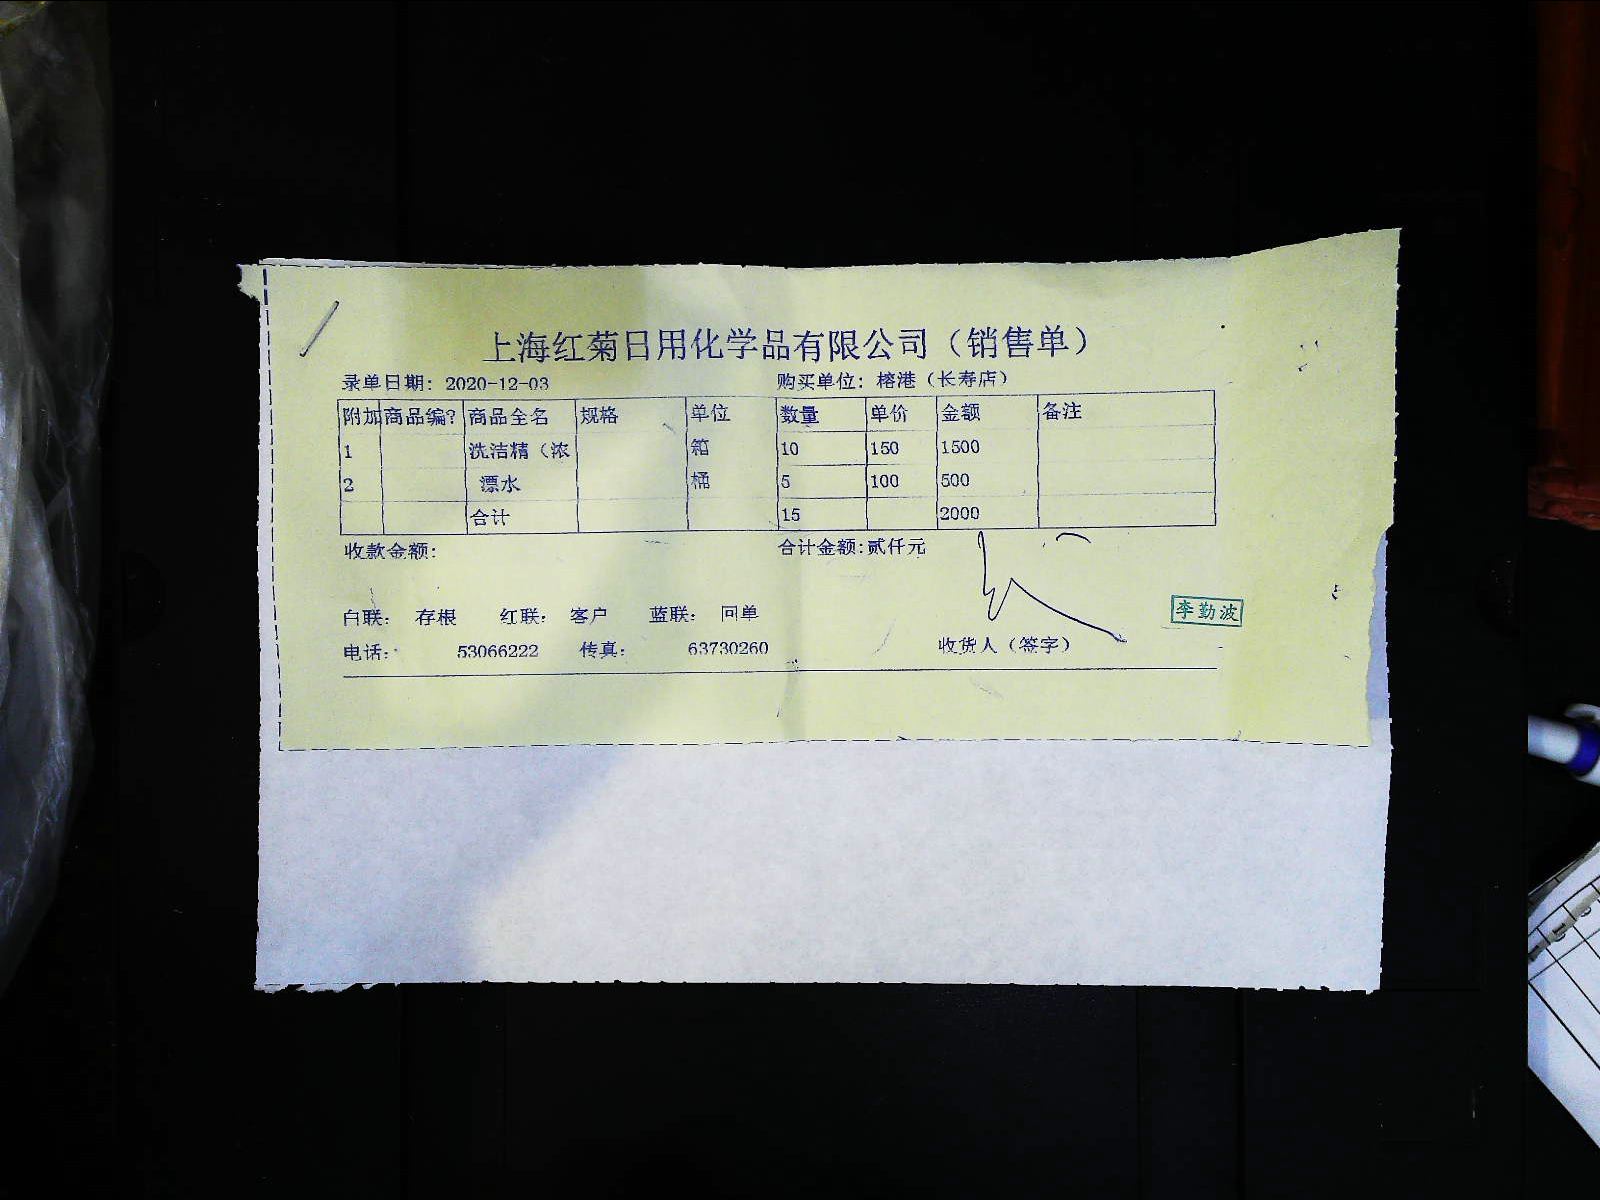 上海红菊日用化学品有限公司（销售单）
录单日期：2020-12-03 购买单位：榕港（长寿店）
附加 商品编? 商品全名 规格 单位 数量 单价 金额 备注
1 洗洁精（浓 箱 10 150 1500
2 漂水 桶 5 100 500
合计 15 2000
收款金额： 合计金额:贰仟元
白联： 存根 红联： 客户 蓝联： 回单
李勤波
电话： 53066222 传真： 63730260 收货人（签字）